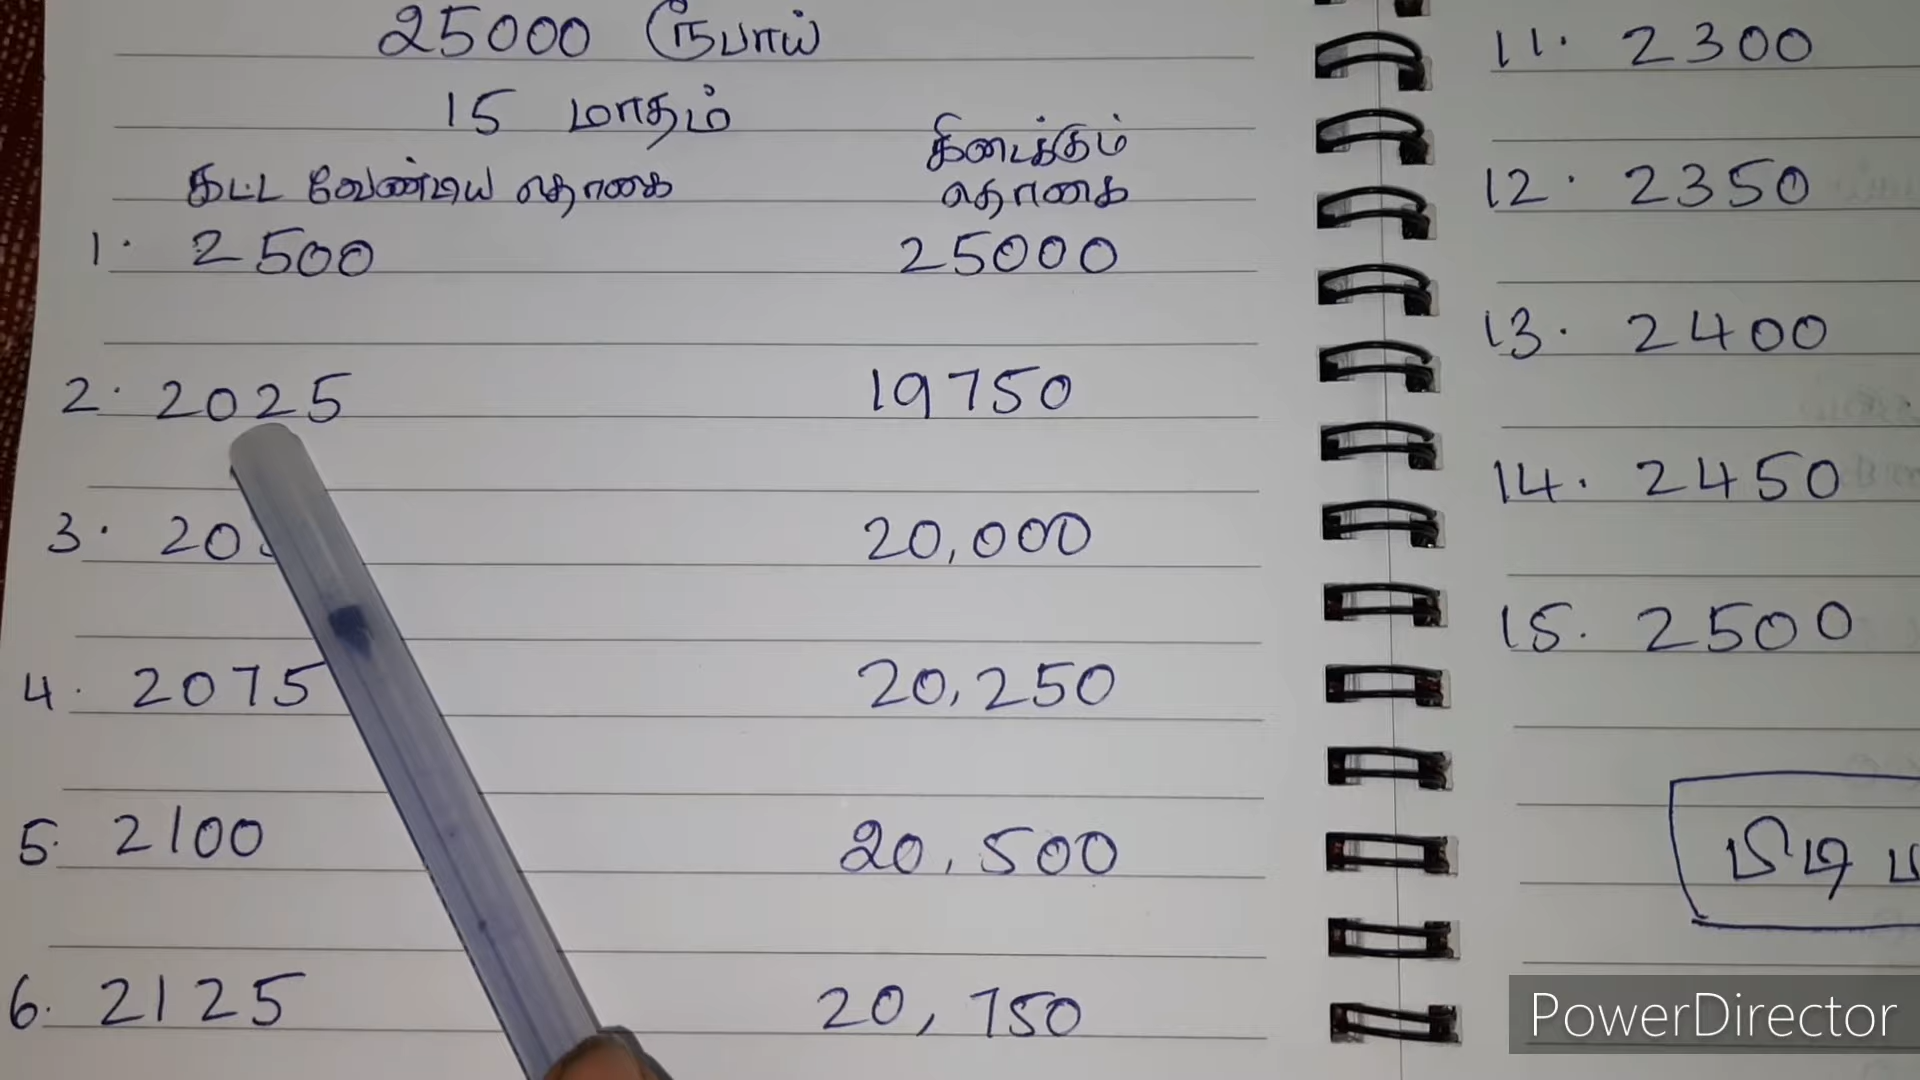 25000 ரூபாய்
15 மாதம்
கட்ட வேண்டிய தொகை கிடைக்கும் தொகை
1. 2500 25000
2. 2025 19750
3. 20 20,000
4. 2075 20,250
5. 2100 20,500
6. 2125 20,750
11. 2300
12. 2350
13. 2400
14. 2450
15. 2500
PowerDirector